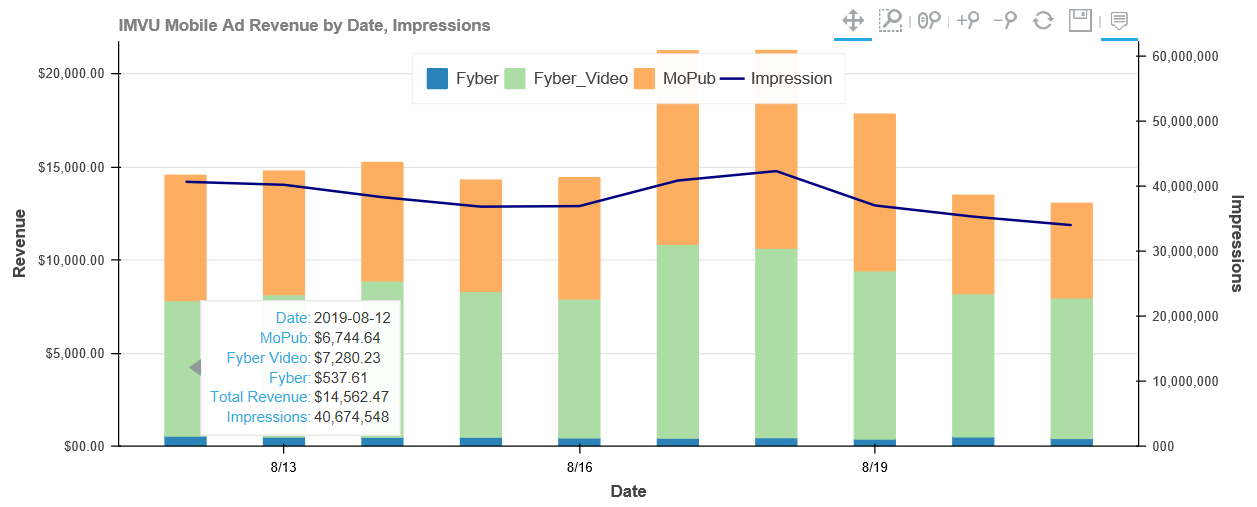 IMVU Mobile Ad Revenue by Date, Impressions
Fyber Fyber_Video MoPub Impression
$20,000.00
$15,000.00
$10,000.00
$5,000.00
$00.00
Revenue
60,000,000
50,000,000
40,000,000
30,000,000
20,000,000
10,000,000
000
Impressions
Date: 2019-08-12
MoPub: $6,744.64
Fyber Video: $7,280.23
Fyber: $537.61
Total Revenue: $14,562.47
Impressions: 40,674,548
8/13 8/16 8/19
Date